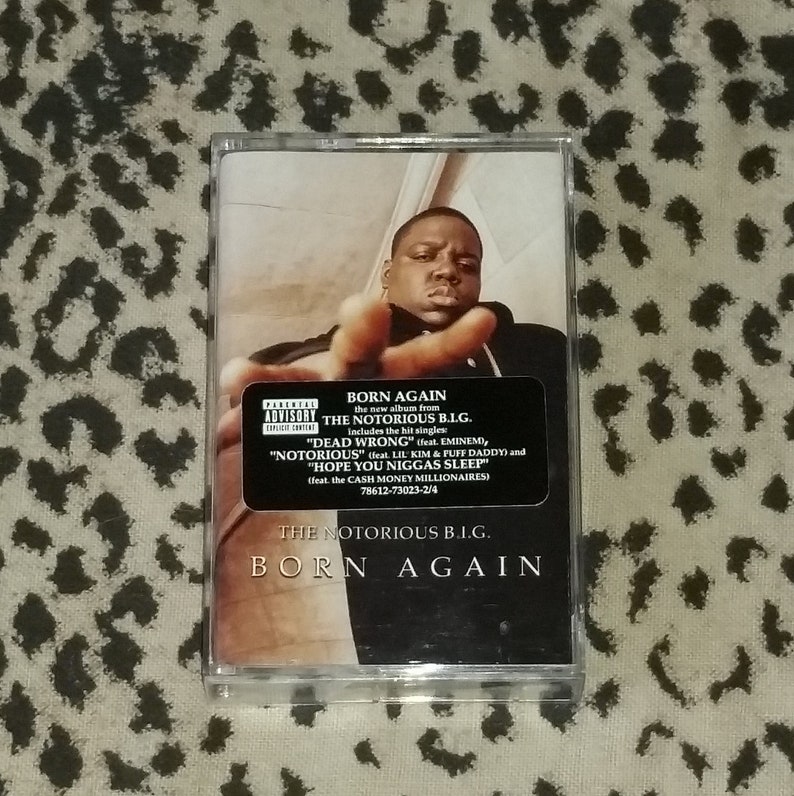 PARENTAL
ADVISORY
EXPLICIT CONTENT
BORN AGAIN
the new album from
THE NOTORIOUS B.I.G.
includes the hit singles:
"DEAD WRONG" (feat. EMINEM),
"NOTORIOUS" (feat. LIL' KIM & PUFF DADDY) and
"HOPE YOU NIGGAS SLEEP"
(feat. the CASH MONEY MILLIONAIRES)
78612-73023-2/4
THE NOTORIOUS B.I.G.
BORN AGAIN